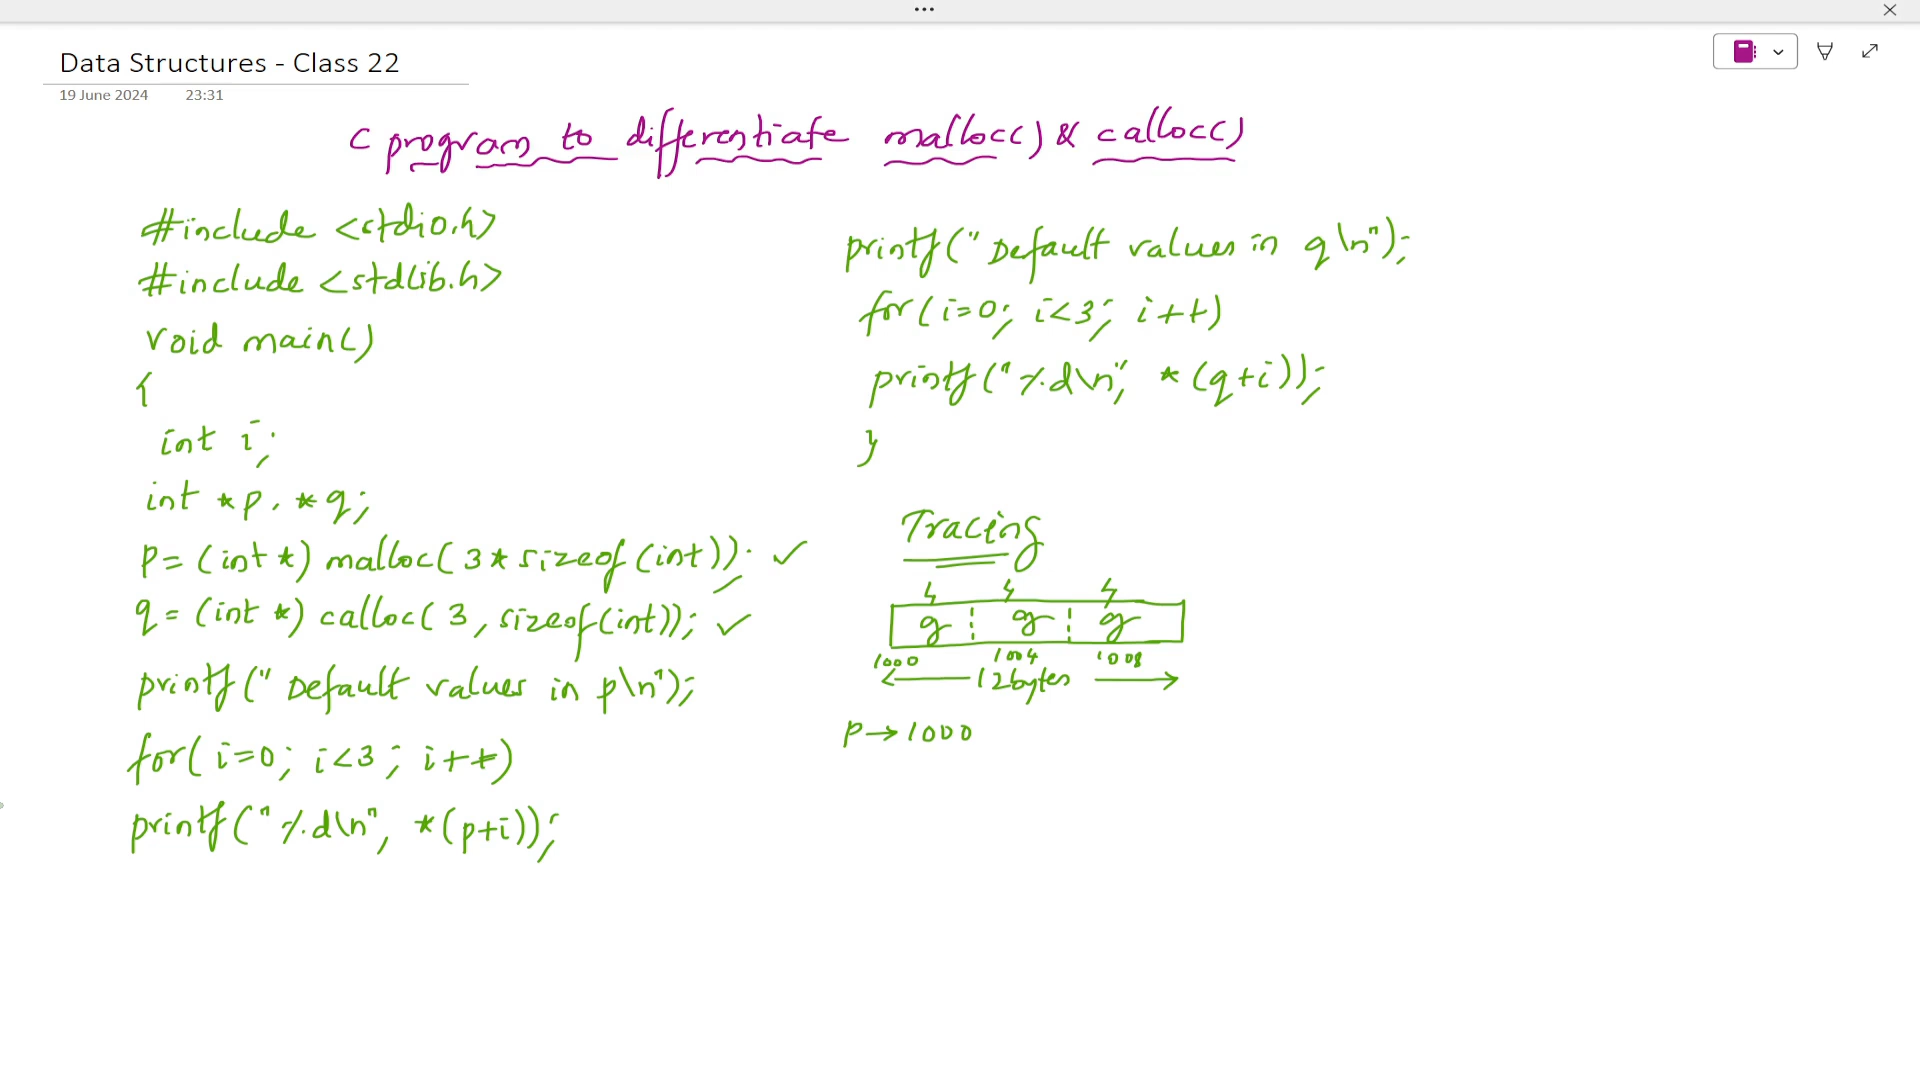 Data Structures - Class 22
19 June 2024 23:31
C program to differentiate malloc() & calloc()
#include <stdio.h>
#include <stdlib.h>
void main()
{
int i;
int *p, *q;
p = (int *) malloc( 3 * sizeof (int)); ✓
q = (int *) calloc( 3, sizeof(int)); ✓
printf (" Default values in p\n");
for( i=0; i<3; i++)
printf(" %d\n", *(p+i));
printf(" Default values in q\n");
for( i=0; i<3; i++)
printf(" %d\n", *(q+i));
}
Tracing
4 4 4
g g g
1000 1004 1008
12bytes
p→1000